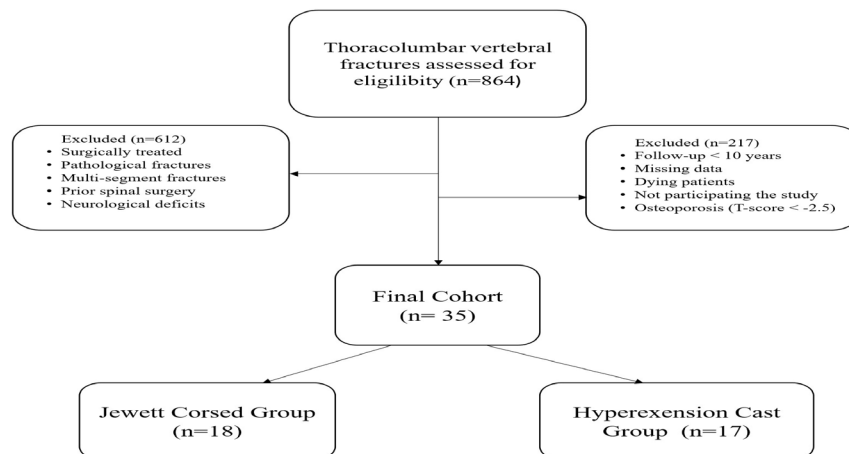 Thoracolumbar vertebral
fractures assessed for
eligilibity (n=864)
Excluded (n=612)
• Surgically treated
• Pathological fractures
• Multi-segment fractures
• Prior spinal surgery
• Neurological deficits
Excluded (n=217)
• Follow-up < 10 years
• Missing data
• Dying patients
• Not participating the study
• Osteoporosis (T-score < -2.5)
Final Cohort
(n= 35)
Jewett Corsed Group
(n=18)
Hyperexension Cast
Group (n=17)